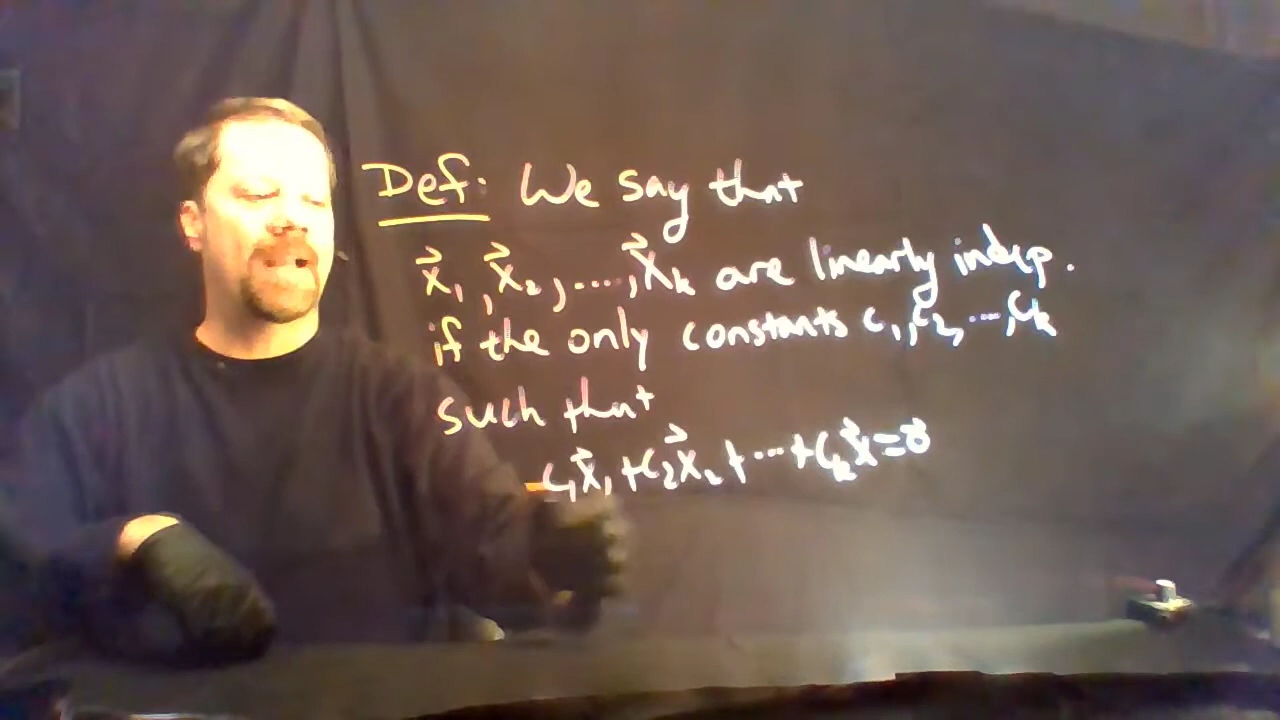 Def: We say that
x⃗₁, x⃗₂, ...., x⃗ₖ are linearly indep.
if the only constants c₁, c₂, ..., cₖ
such that
c₁x⃗₁ + c₂x⃗₂ + ... + cₖx⃗ = 0⃗